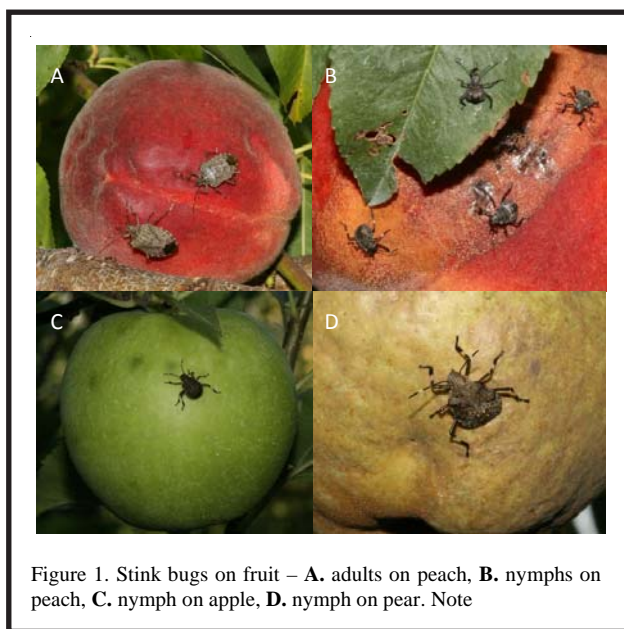 A
B
C
D
Figure 1. Stink bugs on fruit – A. adults on peach, B. nymphs on
peach, C. nymph on apple, D. nymph on pear. Note